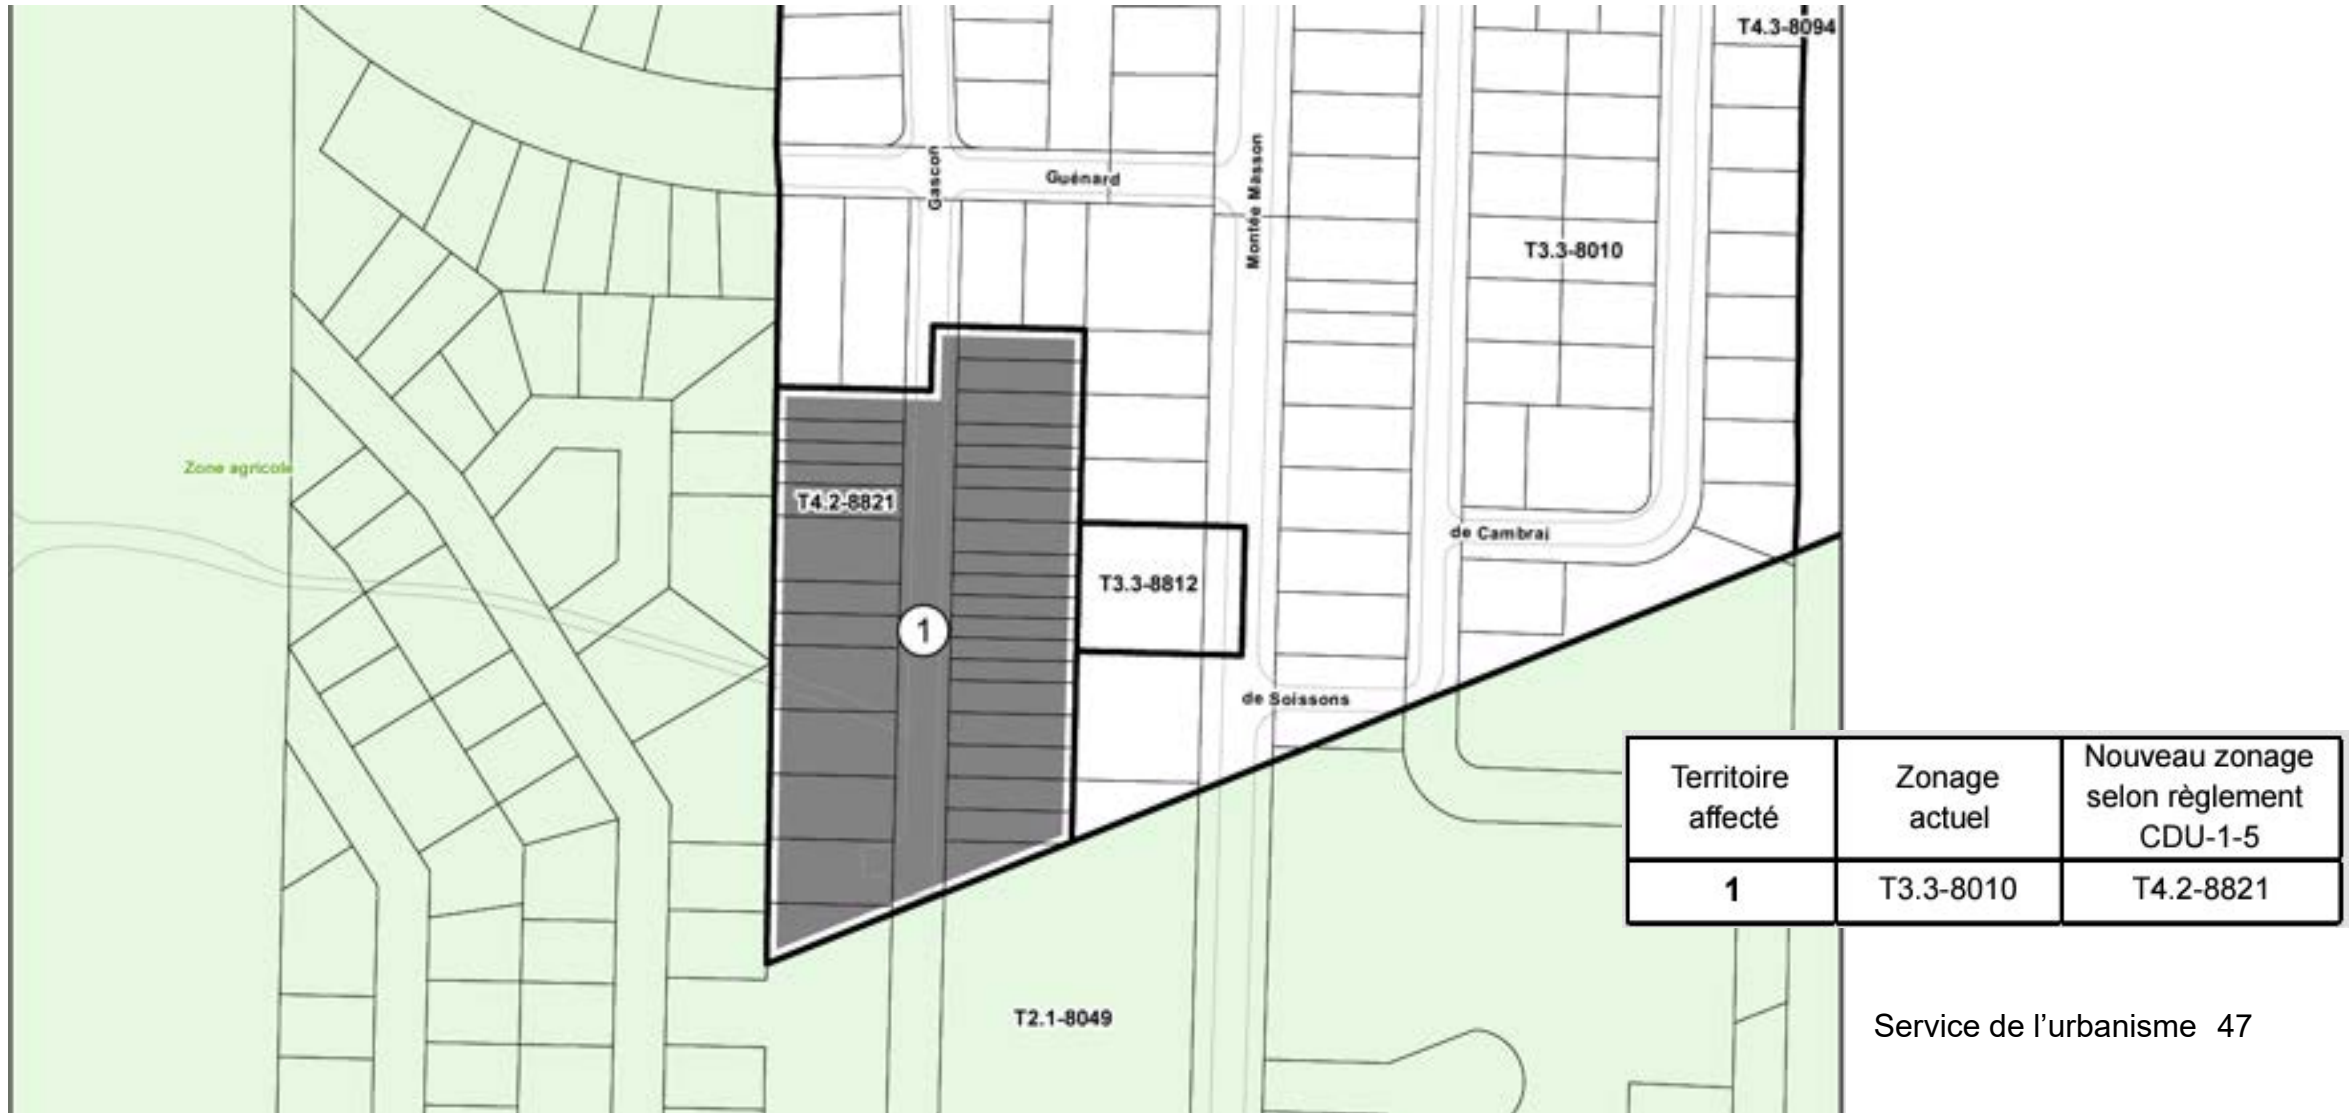 T4.3-8094
Gascon
Guénard
Montée Masson
T3.3-8010
Zone agricole
T4.2-8821
de Cambrai
T3.3-8812
1
de Soissons
T2.1-8049
Territoire
affecté
Zonage
actuel
Nouveau zonage
selon règlement
CDU-1-5
1
T3.3-8010
T4.2-8821
Service de l’urbanisme 47